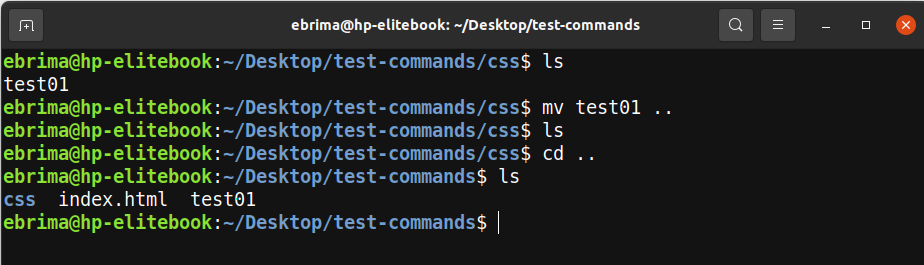 ebrima@hp-elitebook: ~/Desktop/test-commands
ebrima@hp-elitebook:~/Desktop/test-commands/css$ ls
test01
ebrima@hp-elitebook:~/Desktop/test-commands/css$ mv test01 ..
ebrima@hp-elitebook:~/Desktop/test-commands/css$ ls
ebrima@hp-elitebook:~/Desktop/test-commands/css$ cd ..
ebrima@hp-elitebook:~/Desktop/test-commands$ ls
css  index.html  test01
ebrima@hp-elitebook:~/Desktop/test-commands$